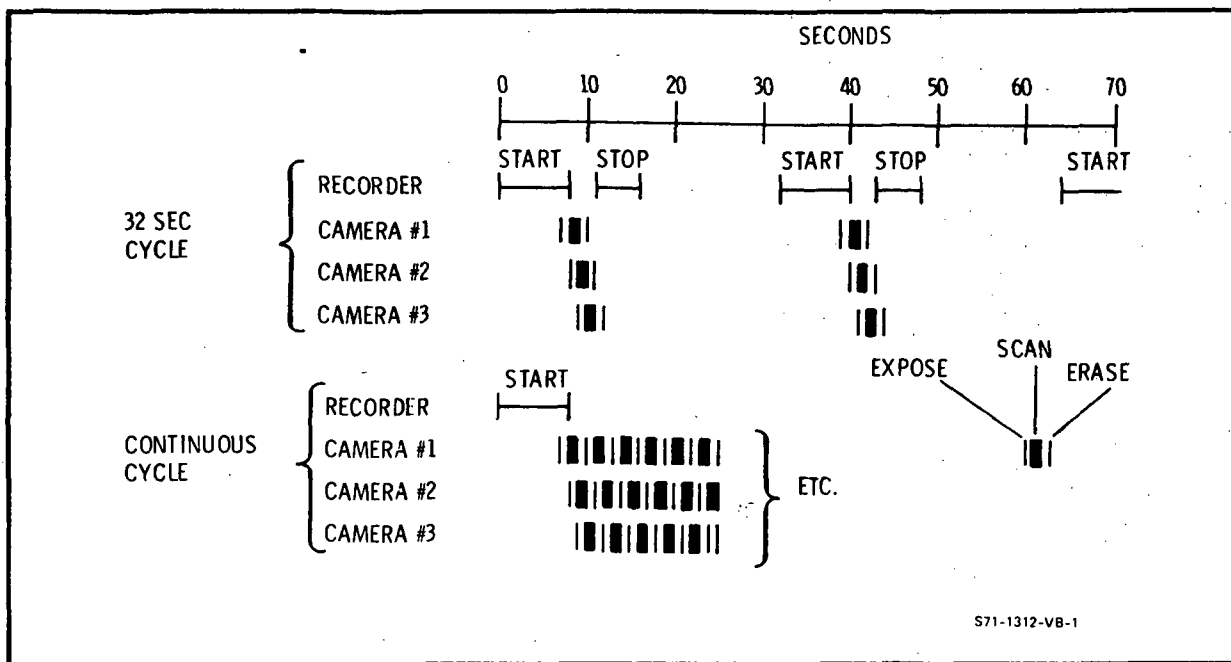 SECONDS
0 10 20 30 40 50 60 70
START STOP START STOP START
RECORDER
32 SEC
CYCLE
CAMERA #1
CAMERA #2
CAMERA #3
EXPOSE SCAN ERASE
START
RECORDER
CONTINUOUS
CYCLE
CAMERA #1
CAMERA #2
CAMERA #3
ETC.
S71-1312-VB-1